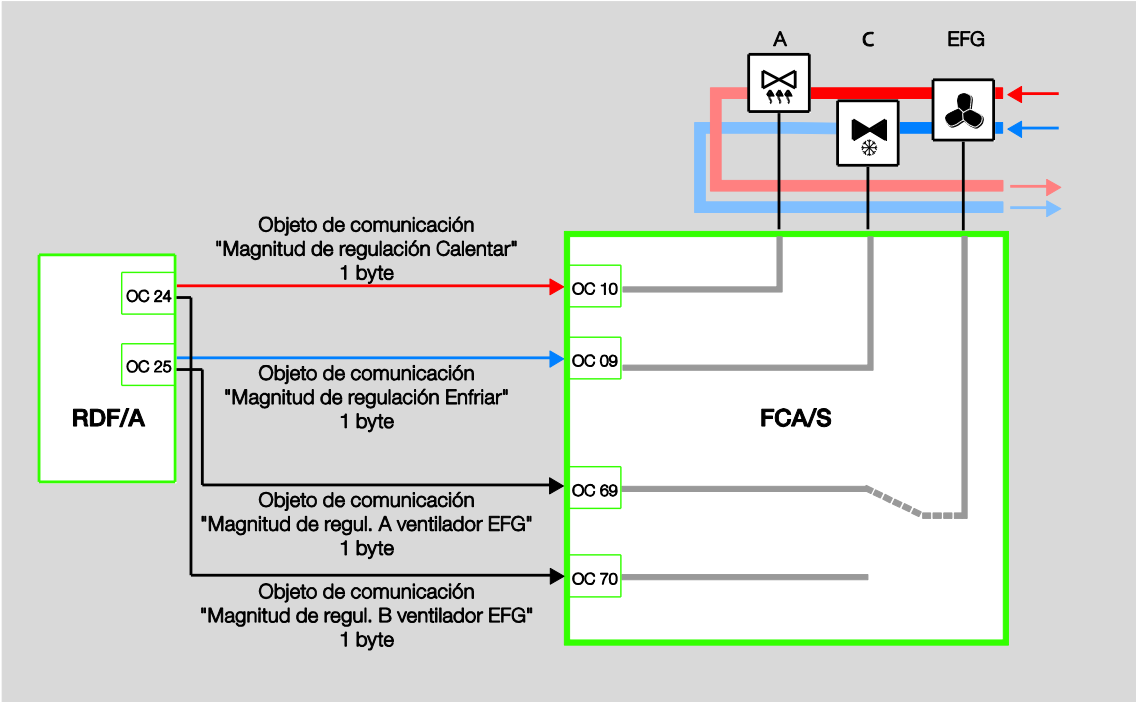 A
C
EFG
Objeto de comunicación
"Magnitud de regulación Calentar"
1 byte
OC 24
OC 10
OC 25
OC 09
Objeto de comunicación
"Magnitud de regulación Enfriar"
1 byte
RDF/A
FCA/S
OC 69
Objeto de comunicación
"Magnitud de regul. A ventilador EFG"
1 byte
OC 70
Objeto de comunicación
"Magnitud de regul. B ventilador EFG"
1 byte